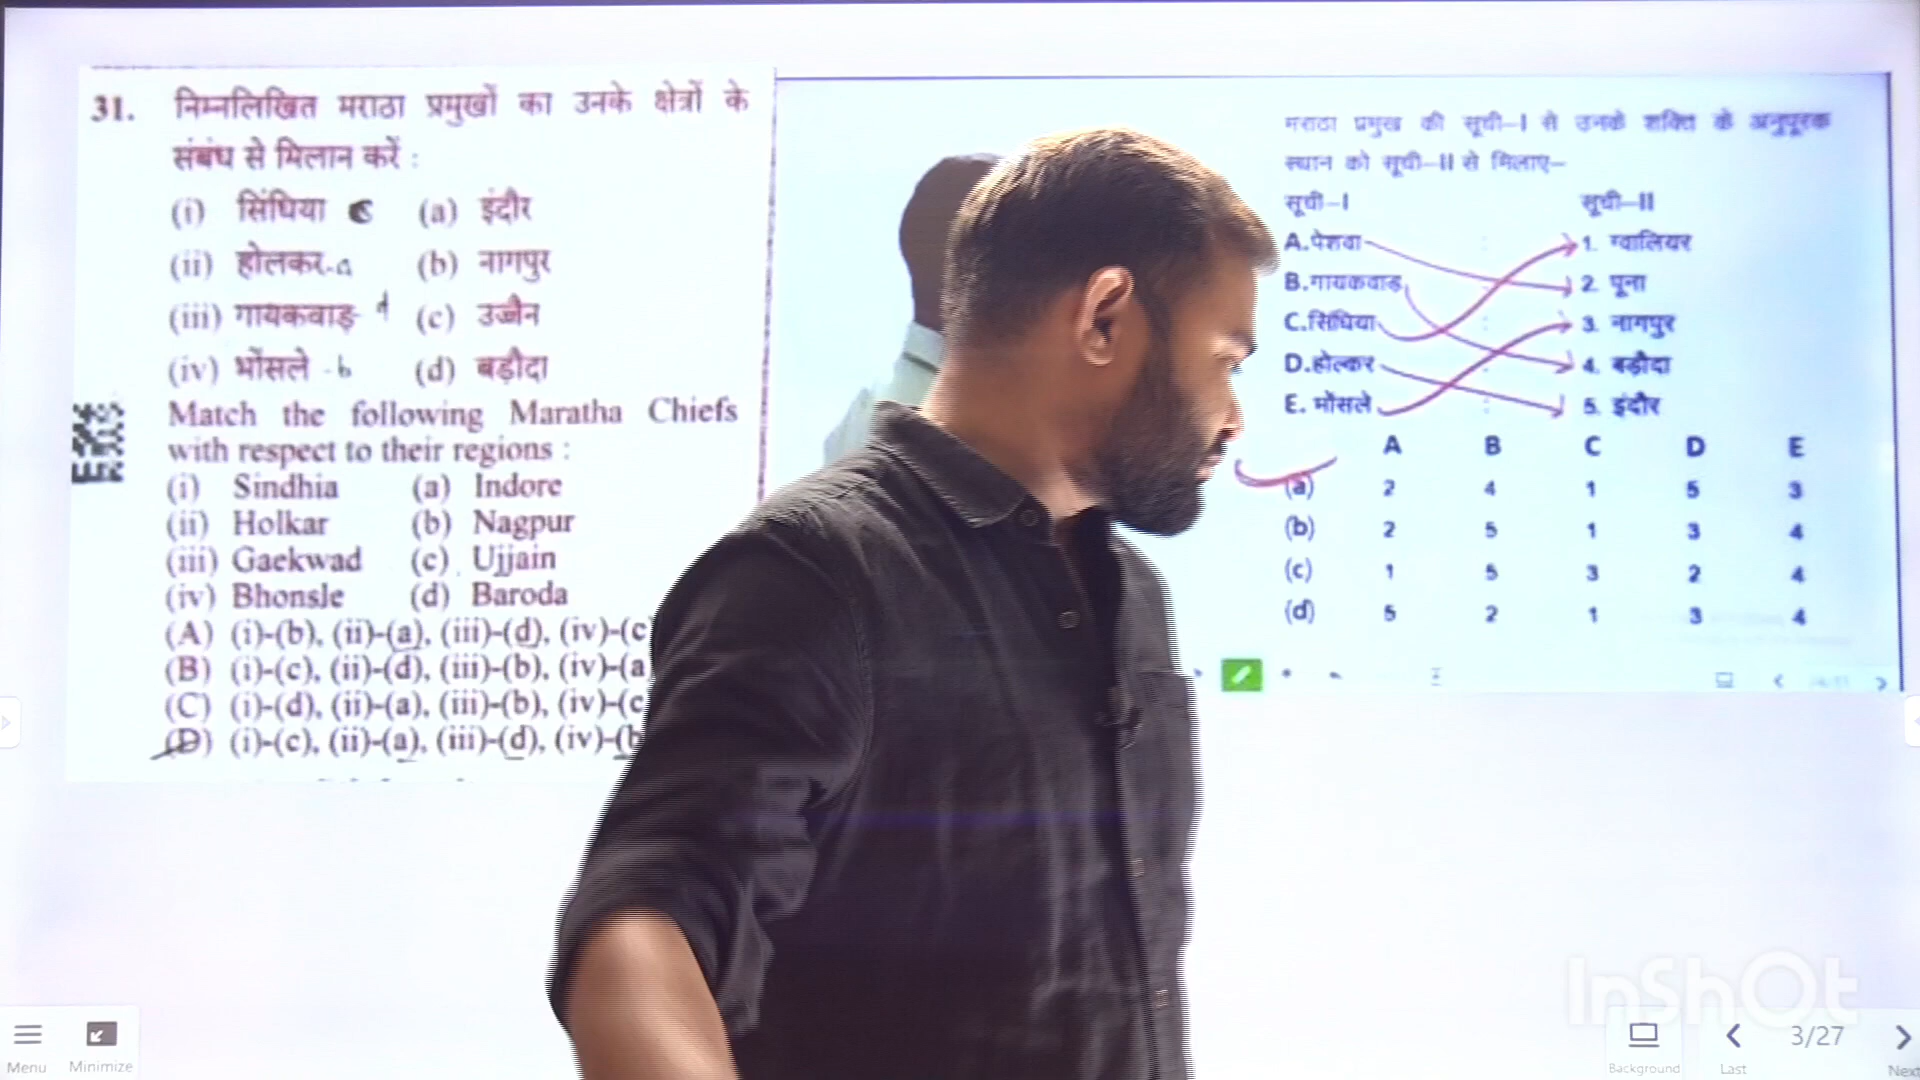 31. निम्नलिखित मराठा प्रमुखों का उनके क्षेत्रों के
संबंध से मिलान करें :
(i) सिंधिया c (a) इंदौर
(ii) होलकर-a (b) नागपुर
(iii) गायकवाड़ d (c) उज्जैन
(iv) भोंसले -b (d) बड़ौदा
Match the following Maratha Chiefs
with respect to their regions :
(i) Sindhia (a) Indore
(ii) Holkar (b) Nagpur
(iii) Gaekwad (c) Ujjain
(iv) Bhonsle (d) Baroda
(A) (i)-(b), (ii)-(a), (iii)-(d), (iv)-(c
(B) (i)-(c), (ii)-(d), (iii)-(b), (iv)-(a)
(C) (i)-(d), (ii)-(a), (iii)-(b), (iv)-(c
(D) (i)-(c), (ii)-(a), (iii)-(d), (iv)-(b
मराठा प्रमुख की सूची-I से उनके शक्ति के अनुपूरक
स्थान को सूची-II से मिलाए-
सूची-I सूची-II
A.पेशवा : 1. ग्वालियर
B.गायकवाड़ : 2. पूना
C.सिंधिया : 3. नागपुर
D.होल्कर : 4. बड़ौदा
E. भोंसले : 5. इंदौर
A B C D E
(a) 2 4 1 5 3
(b) 2 5 1 3 4
(c) 1 5 3 2 4
(d) 5 2 1 3 4
InShOt
Menu Minimize Background Last 3/27 Next